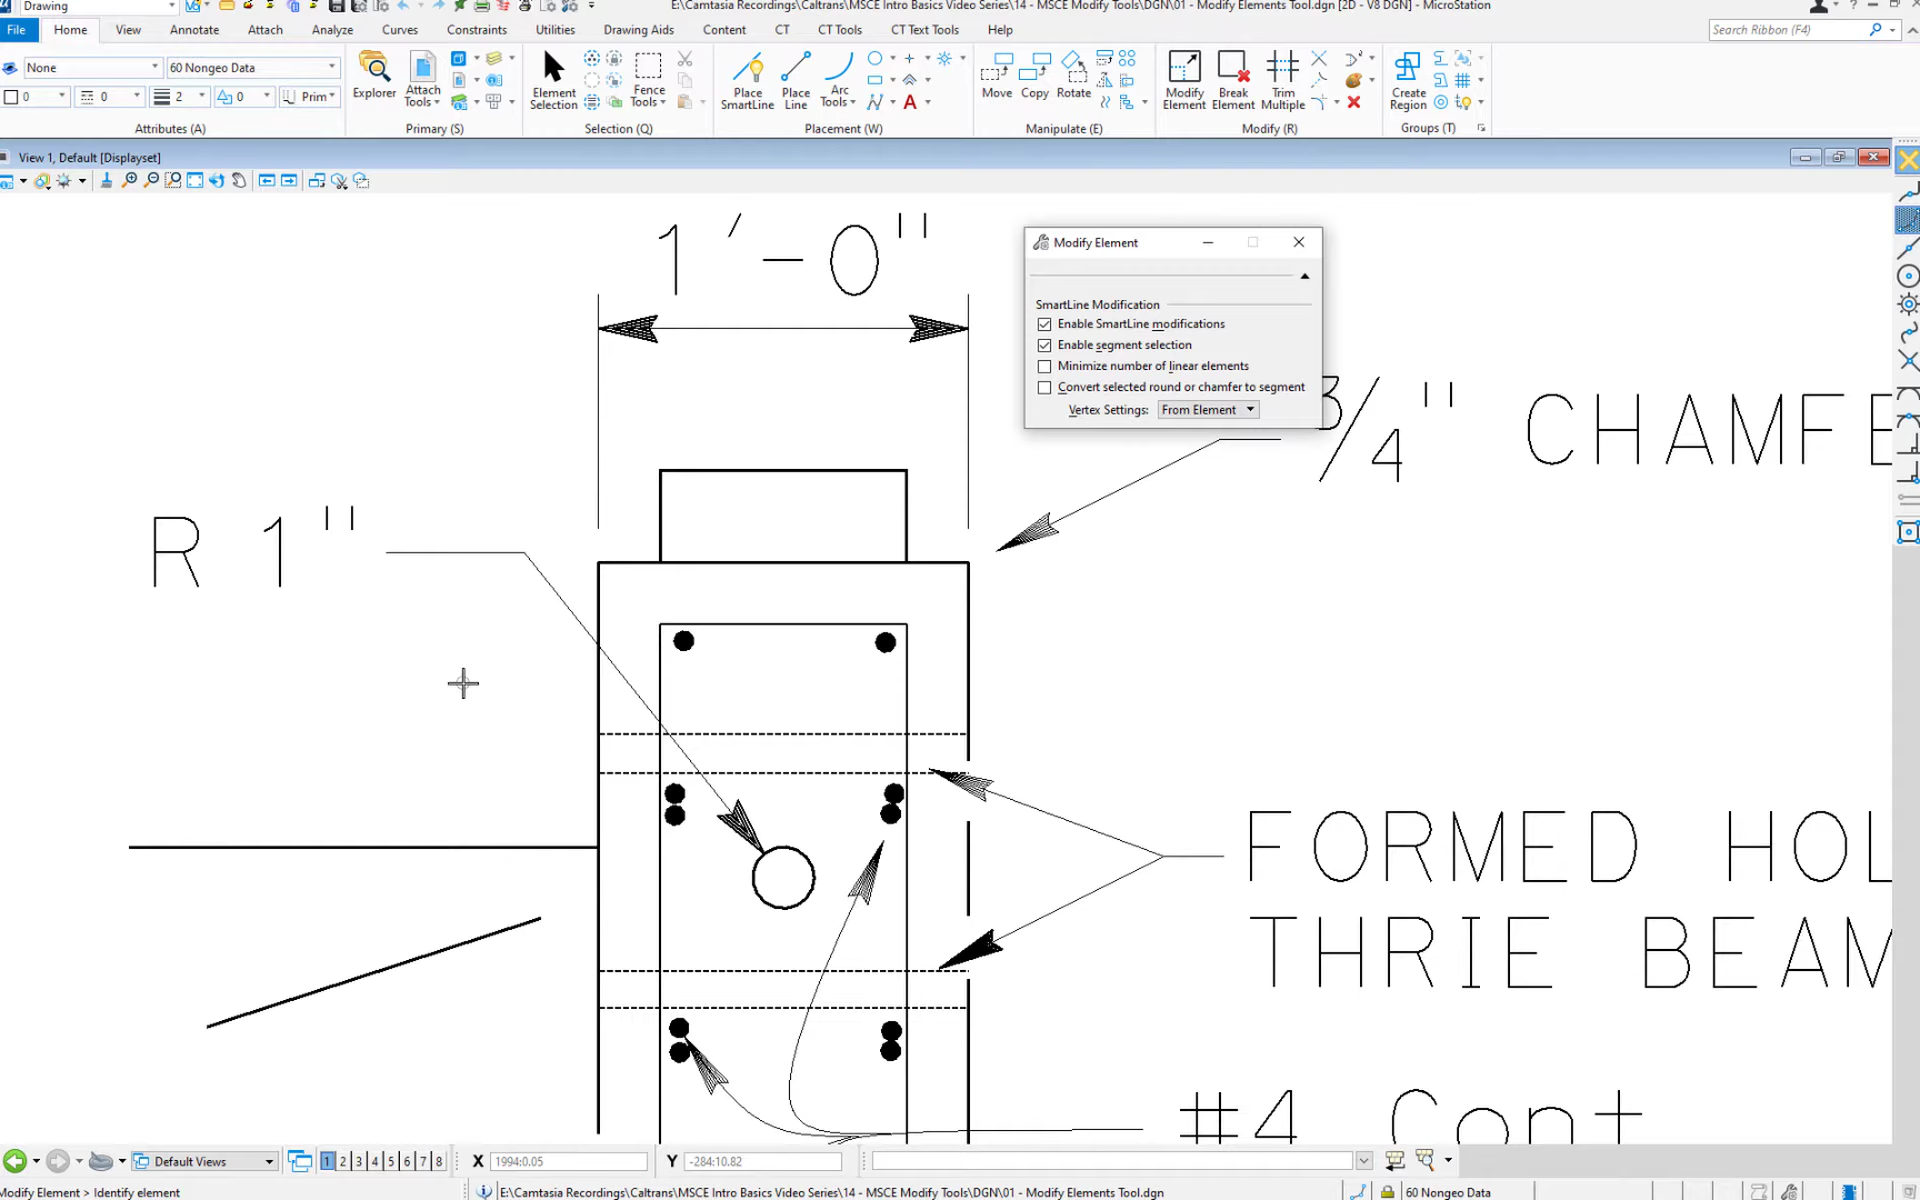 Drawing
E:\Camtasia Recordings\Caltrans\MSCE Intro Basics Video Series\14 - MSCE Modify Tools\DGN\01 - Modify Elements Tool.dgn [2D - V8 DGN] - MicroStation
File Home View Annotate Attach Analyze Curves Constraints Utilities Drawing Aids Content CT CT Tools CT Text Tools Help Search Ribbon (F4)
None 60 Nongeo Data
0 0 2 0 Prim
Explorer Attach Tools Element Selection Fence Tools Place SmartLine Place Line Arc Tools Move Copy Rotate Modify Element Break Element Trim Multiple Create Region
Attributes (A) Primary (S) Selection (Q) Placement (W) Manipulate (E) Modify (R) Groups (T)
View 1, Default [Displayset]
1'-0"
Modify Element
SmartLine Modification
Enable SmartLine modifications
Enable segment selection
Minimize number of linear elements
Convert selected round or chamfer to segment
Vertex Settings: From Element
3/4" CHAMFE
R 1"
FORMED HOL
THRIE BEAM
#4 Cont
Default Views 1 2 3 4 5 6 7 8 X 1994:0.05 Y -284:10.82
Modify Element > Identify element E:\Camtasia Recordings\Caltrans\MSCE Intro Basics Video Series\14 - MSCE Modify Tools\DGN\01 - Modify Elements Tool.dgn 60 Nongeo Data